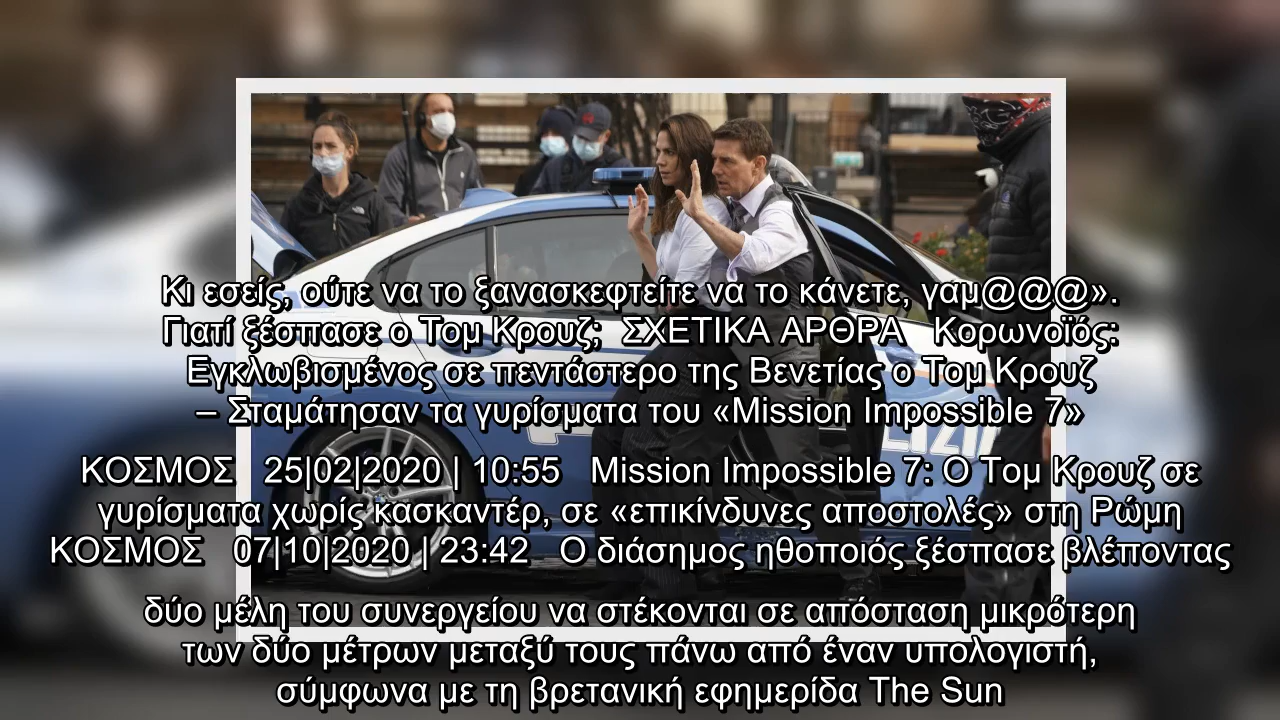 Κι εσείς, ούτε να το ξανασκεφτείτε να το κάνετε, γαμ@@@».
Γιατί ξέσπασε ο Τομ Κρουζ; ΣΧΕΤΙΚΑ ΑΡΘΡΑ Κορωνοϊός:
Εγκλωβισμένος σε πεντάστερο της Βενετίας ο Τομ Κρουζ
– Σταμάτησαν τα γυρίσματα του «Mission Impossible 7»
ΚΟΣΜΟΣ 25|02|2020 | 10:55 Mission Impossible 7: Ο Τομ Κρουζ σε
γυρίσματα χωρίς κασκαντέρ, σε «επικίνδυνες αποστολές» στη Ρώμη
ΚΟΣΜΟΣ 07|10|2020 | 23:42 Ο διάσημος ηθοποιός ξέσπασε βλέποντας
δύο μέλη του συνεργείου να στέκονται σε απόσταση μικρότερη
των δύο μέτρων μεταξύ τους πάνω από έναν υπολογιστή,
σύμφωνα με τη βρετανική εφημερίδα The Sun